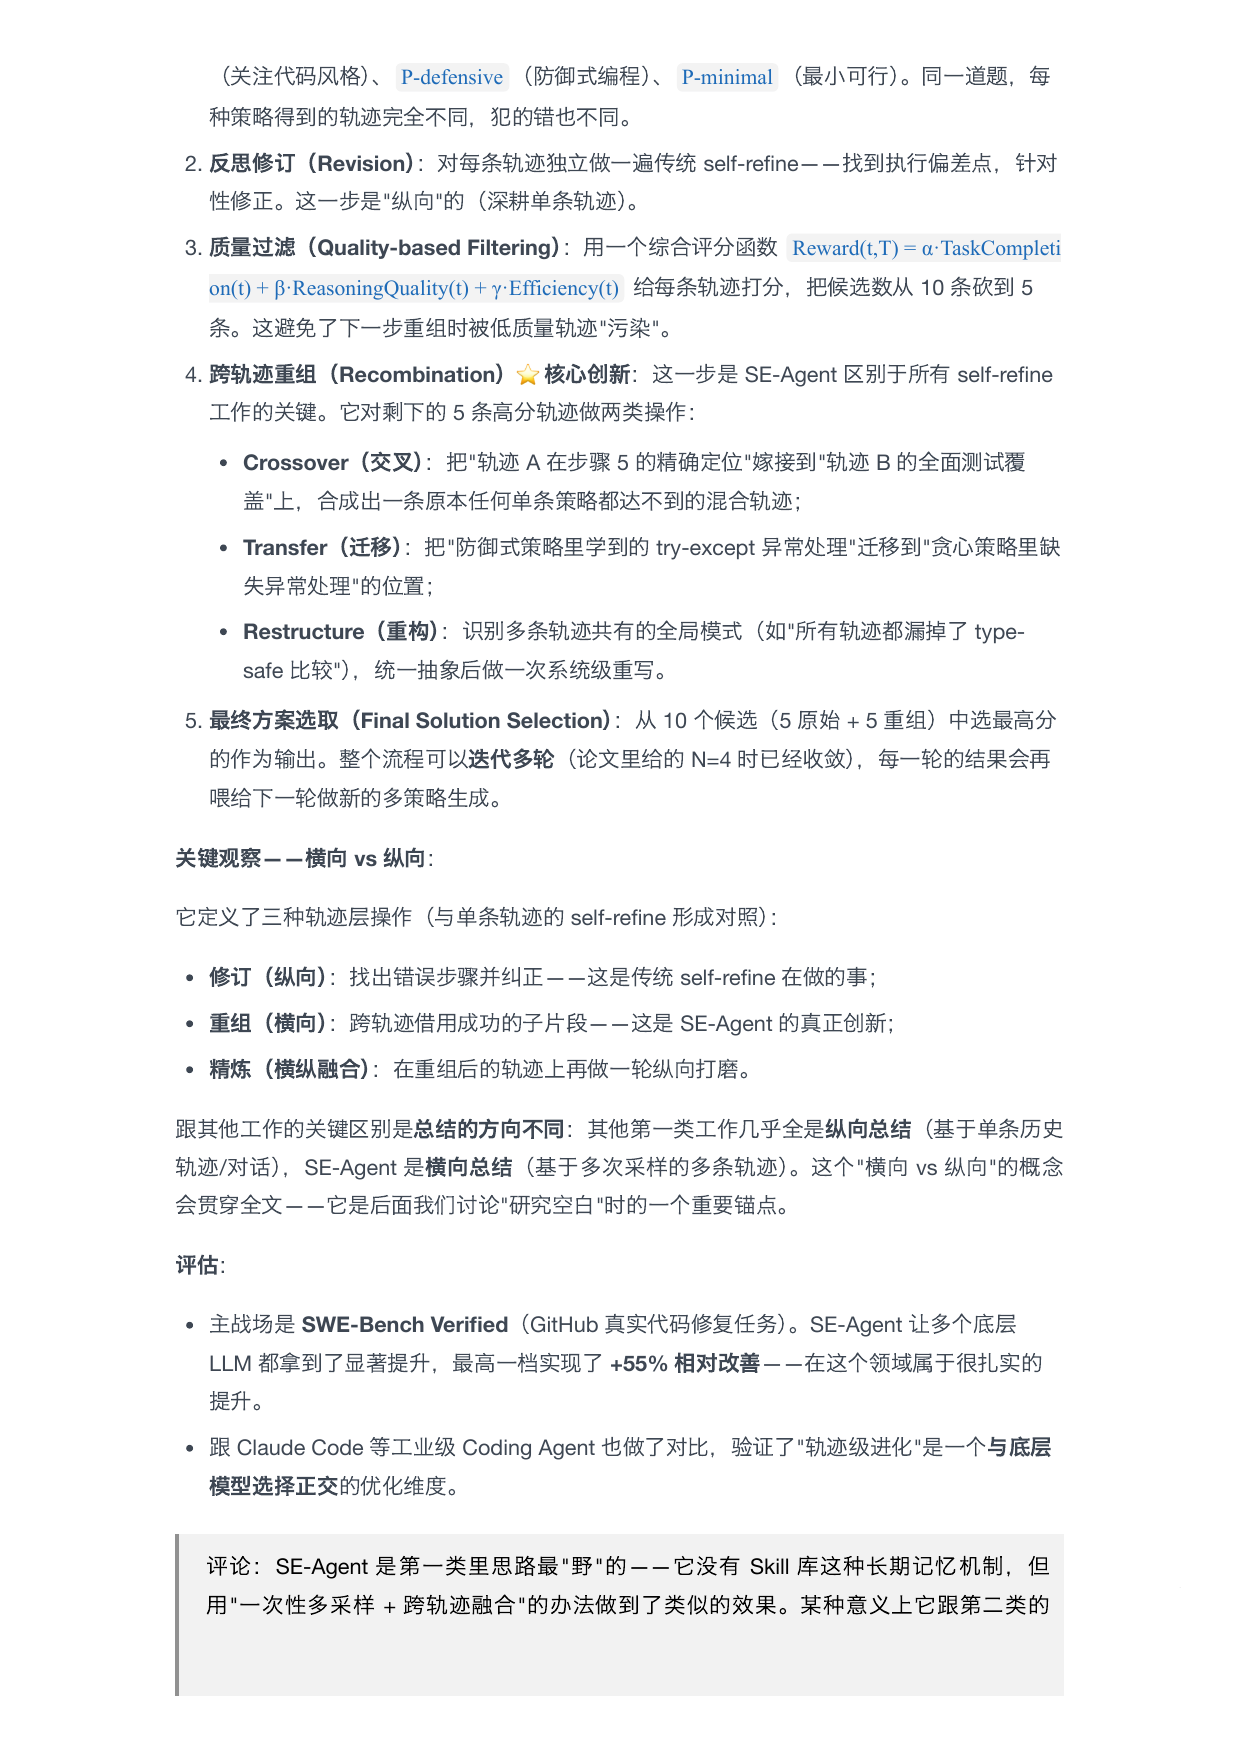 （关注代码风格）、 P-defensive （防御式编程）、 P-minimal （最小可行）。同一道题，每
种策略得到的轨迹完全不同，犯的错也不同。
2. 反思修订（Revision）：对每条轨迹独立做一遍传统 self-refine——找到执行偏差点，针对
性修正。这一步是"纵向"的（深耕单条轨迹）。
3. 质量过滤（Quality-based Filtering）：用一个综合评分函数 Reward(t,T) = α·TaskCompleti
on(t) + β·ReasoningQuality(t) + γ·Efficiency(t) 给每条轨迹打分，把候选数从 10 条砍到 5
条。这避免了下一步重组时被低质量轨迹"污染"。
4. 跨轨迹重组（Recombination）⭐核心创新：这一步是 SE-Agent 区别于所有 self-refine
工作的关键。它对剩下的 5 条高分轨迹做两类操作：
• Crossover（交叉）：把"轨迹 A 在步骤 5 的精确定位"嫁接到"轨迹 B 的全面测试覆
盖"上，合成出一条原本任何单条策略都达不到的混合轨迹；
• Transfer（迁移）：把"防御式策略里学到的 try-except 异常处理"迁移到"贪心策略里缺
失异常处理"的位置；
• Restructure（重构）：识别多条轨迹共有的全局模式（如"所有轨迹都漏掉了 type-
safe 比较"），统一抽象后做一次系统级重写。
5. 最终方案选取（Final Solution Selection）：从 10 个候选（5 原始 + 5 重组）中选最高分
的作为输出。整个流程可以迭代多轮（论文里给的 N=4 时已经收敛），每一轮的结果会再
喂给下一轮做新的多策略生成。
关键观察——横向 vs 纵向：
它定义了三种轨迹层操作（与单条轨迹的 self-refine 形成对照）：
• 修订（纵向）：找出错误步骤并纠正——这是传统 self-refine 在做的事；
• 重组（横向）：跨轨迹借用成功的子片段——这是 SE-Agent 的真正创新；
• 精炼（横纵融合）：在重组后的轨迹上再做一轮纵向打磨。
跟其他工作的关键区别是总结的方向不同：其他第一类工作几乎全是纵向总结（基于单条历史
轨迹/对话），SE-Agent 是横向总结（基于多次采样的多条轨迹）。这个"横向 vs 纵向"的概念
会贯穿全文——它是后面我们讨论"研究空白"时的一个重要锚点。
评估：
• 主战场是 SWE-Bench Verified（GitHub 真实代码修复任务）。SE-Agent 让多个底层
LLM 都拿到了显著提升，最高一档实现了 +55% 相对改善——在这个领域属于很扎实的
提升。
• 跟 Claude Code 等工业级 Coding Agent 也做了对比，验证了"轨迹级进化"是一个与底层
模型选择正交的优化维度。
评论：SE-Agent 是第一类里思路最"野"的——它没有 Skill 库这种长期记忆机制，但
用"一次性多采样 + 跨轨迹融合"的办法做到了类似的效果。某种意义上它跟第二类的